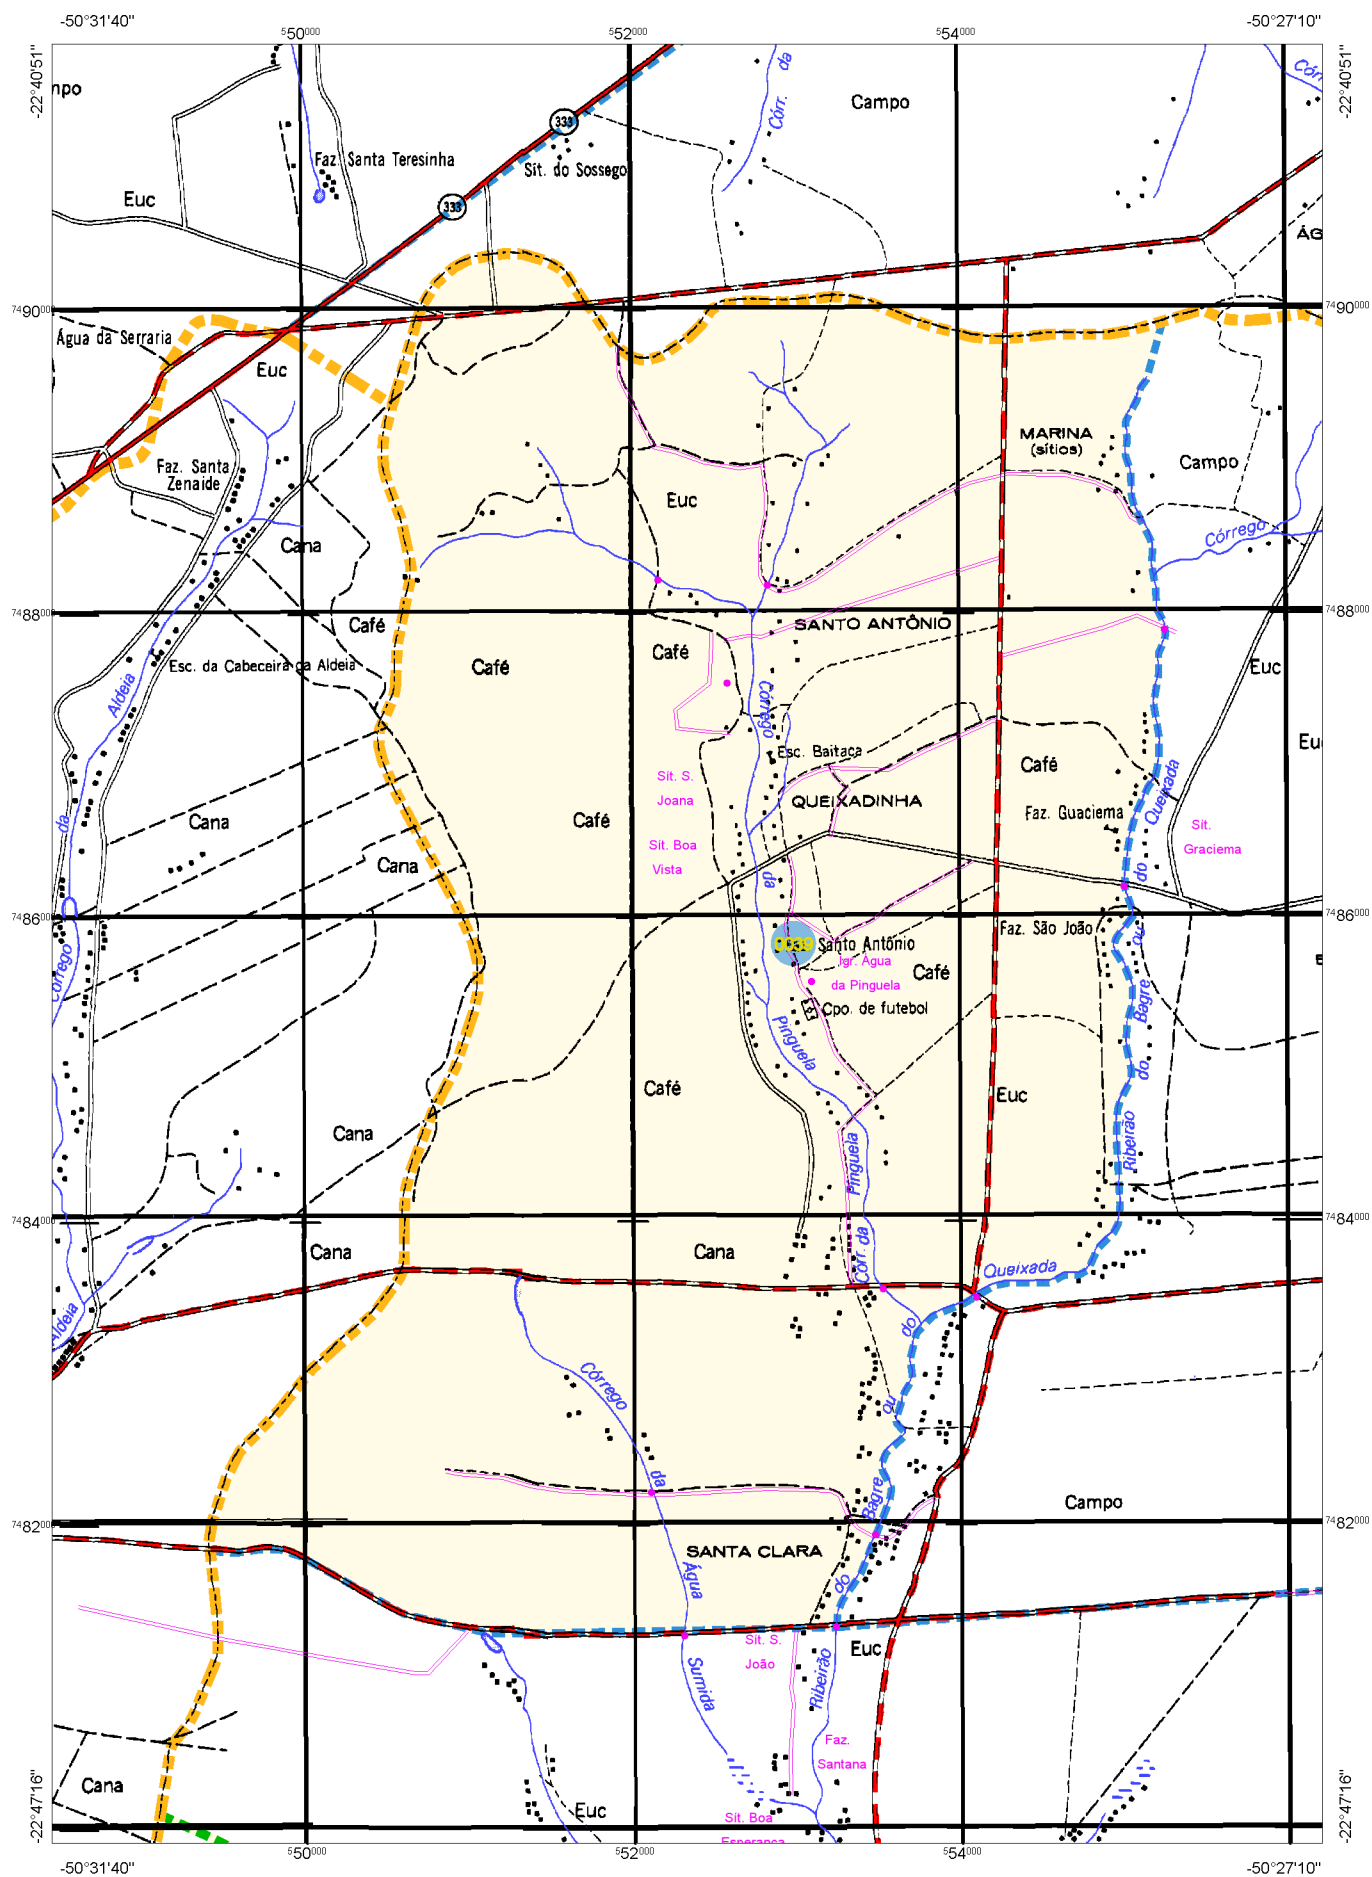 -50°31'40"
-50°27'10"
550000
552000
554000
-22°40'51"
-22°40'51"
da
Córr.
Campo
333
Faz. Santa Teresinha
Sít. do Sossego
Euc
333
7490000
7490000
Água da Serraria
Euc
MARINA
(sítios)
Campo
Faz. Santa
Zenaide
Euc
Córrego
Cana
7488000
7488000
Café
SANTO ANTÔNIO
Café
Esc. da Cabeceira da Aldeia
Café
Euc
Aldeia
Córrego
Esc. Baitaca
Café
Sít. S.
Joana
Queixada
QUEIXADINHA
Faz. Guaciema
Cana
Café
da
Sít.
Graciema
Sít. Boa
Vista
Cana
da
do
7486000
7486000
Faz. São João
ou
0039
Santo Antônio
Igr. Água
da Pinguela
Café
Córrego
Bagre
Cpo. de futebol
Pinguela
do
Café
Euc
Cana
Ribeirão
Pinguela
7484000
7484000
Cana
Cana
Córr. da
Queixada
Aldeia
do
Córrego
ou
da
Bagre
Campo
7482000
7482000
SANTA CLARA
Água
do
Sít. S.
João
Euc
Ribeirão
Sumida
Faz.
Santana
Cana
Euc
Sít. Boa
Esperança
-22°47'16"
-22°47'16"
550000
552000
554000
-50°31'40"
-50°27'10"